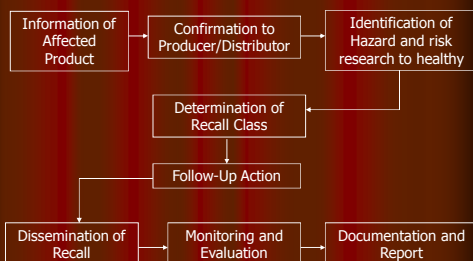 Information of
Affected
Product
Confirmation to
Producer/Distributor
Identification of
Hazard and risk
research to healthy
Determination of
Recall Class
Follow-Up Action
Dissemination of
Recall
Monitoring and
Evaluation
Documentation and
Report